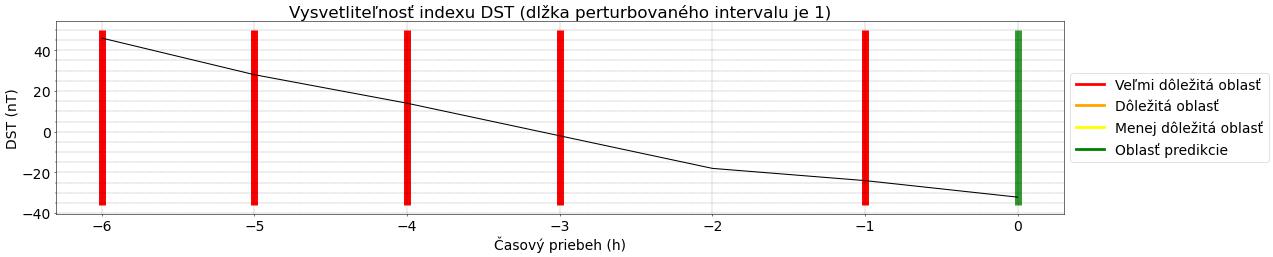 Vysvetliteľnosť indexu DST (dĺžka perturbovaného intervalu je 1)
DST (nT)
40
20
0
−20
−40
−6 −5 −4 −3 −2 −1 0
Časový priebeh (h)
Veľmi dôležitá oblasť
Dôležitá oblasť
Menej dôležitá oblasť
Oblasť predikcie